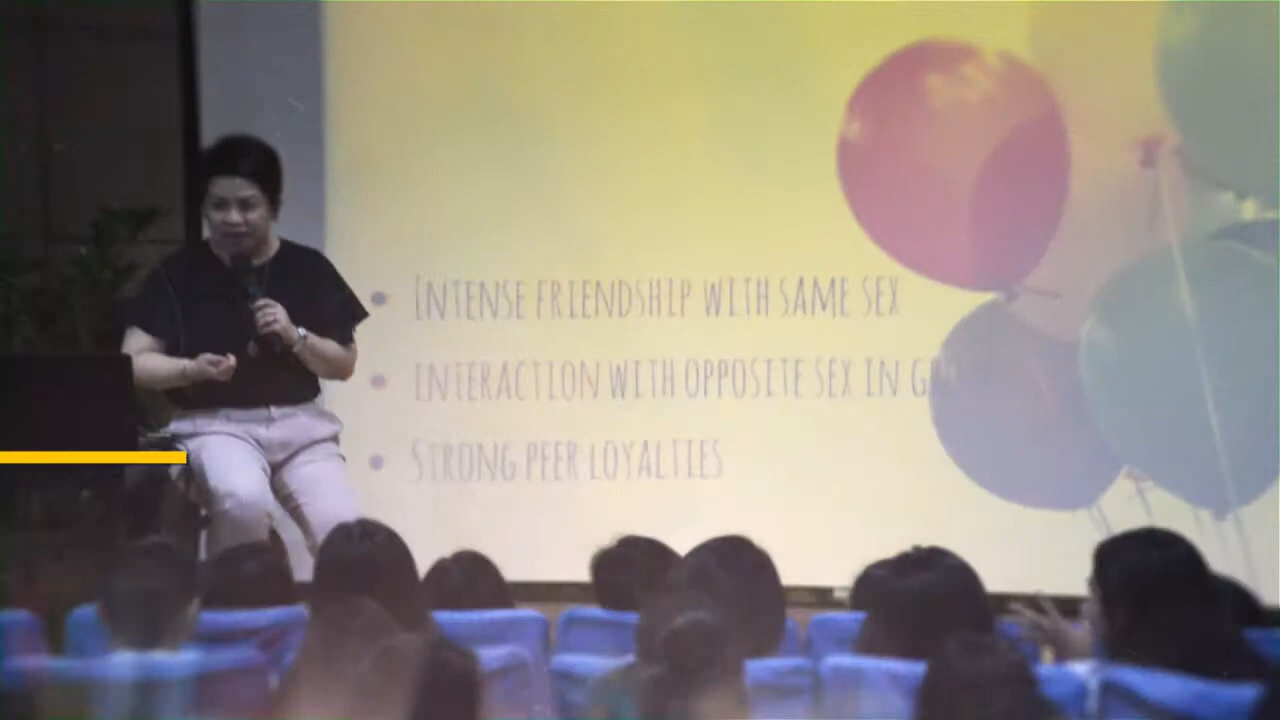 • INTENSE FRIENDSHIP WITH SAME SEX
• INTERACTION WITH OPPOSITE SEX IN
• STRONG PEER LOYALTIES